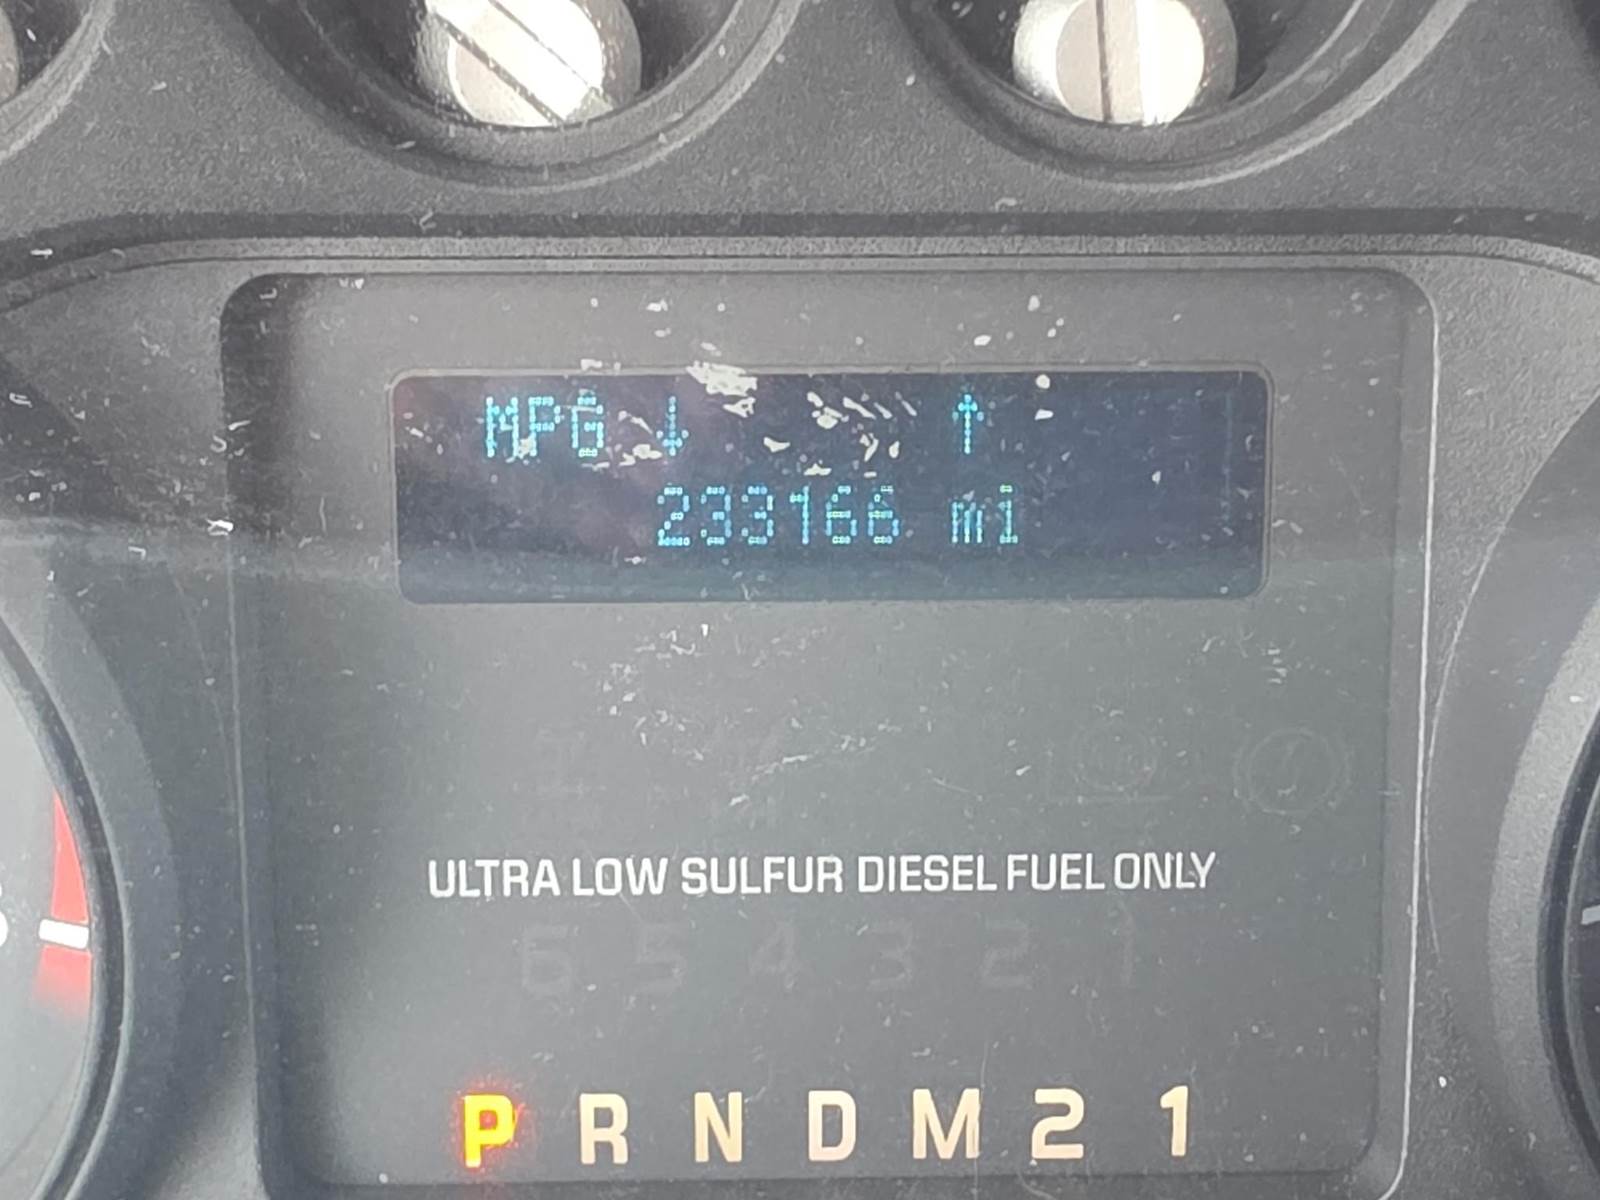 MPG ↓ ↑
233166 mi
ULTRA LOW SULFUR DIESEL FUEL ONLY
6 5 4 3 2 1
P R N D M 2 1